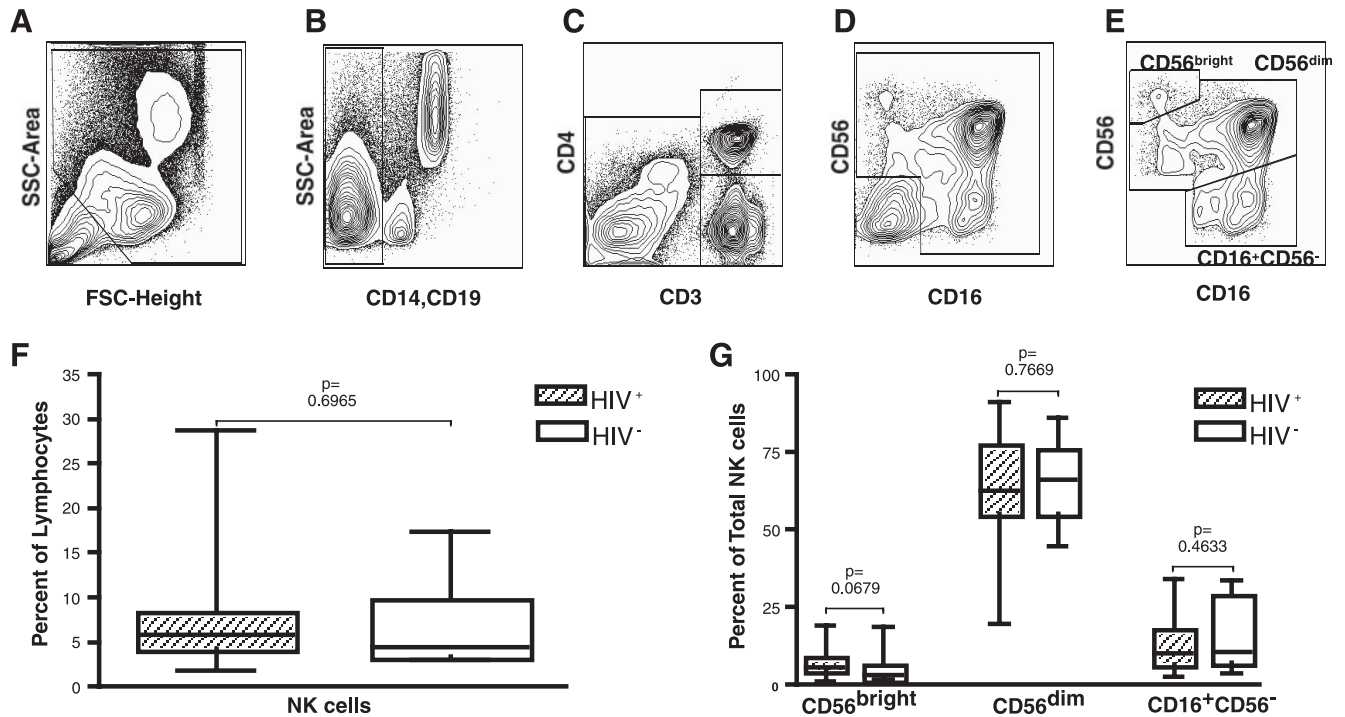 A
B
C
D
E
SSC-Area
FSC-Height
SSC-Area
CD14,CD19
CD4
CD3
CD56
CD16
CD56bright
CD56dim
CD56
CD16+CD56-
CD16
F
Percent of Lymphocytes
35
30
25
20
15
10
5
0
p=
0.6965
HIV+
HIV-
NK cells
G
Percent of Total NK cells
100
75
50
25
0
p=
0.0679
p=
0.7669
p=
0.4633
HIV+
HIV-
CD56bright
CD56dim
CD16+CD56-